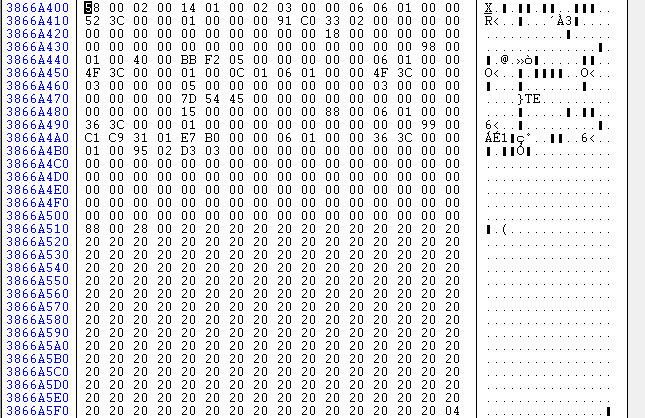 3866A400 58 00 02 00 14 01 00 02 03 00 00 06 06 01 00 00 X.▌.▌▌.▌▌..▌▌▌..
3866A410 52 3C 00 00 01 00 00 00 91 C0 33 02 00 00 00 00 R<..▌...´À3▌....
3866A420 00 00 00 00 00 00 00 00 00 00 18 00 00 00 00 00 ..........▌.....
3866A430 00 00 00 00 00 00 00 00 00 00 00 00 00 00 98 00 ..............▌.
3866A440 01 00 40 00 BB F2 05 00 00 00 00 00 06 01 00 00 ▌.@.»ò▌.....▌▌..
3866A450 4F 3C 00 00 01 00 0C 01 06 01 00 00 4F 3C 00 00 O<..▌.▌▌▌▌..O<..
3866A460 03 00 00 00 05 00 00 00 00 00 00 00 03 00 00 00 ▌...▌.......▌...
3866A470 00 00 00 00 7D 54 45 00 00 00 00 00 00 00 00 00 ....}TE.........
3866A480 00 00 00 00 15 00 00 00 00 00 88 00 06 01 00 00 ....▌.....▌.▌▌..
3866A490 36 3C 00 00 01 00 00 00 00 00 00 00 00 00 99 00 6<..▌.........▌.
3866A4A0 C1 C9 31 01 E7 B0 00 00 06 01 00 00 36 3C 00 00 ÁÉ1▌ç°..▌▌..6<..
3866A4B0 01 00 95 02 D3 03 00 00 00 00 00 00 00 00 00 00 ▌.▌▌Ó▌..........
3866A4C0 00 00 00 00 00 00 00 00 00 00 00 00 00 00 00 00 ................
3866A4D0 00 00 00 00 00 00 00 00 00 00 00 00 00 00 00 00 ................
3866A4E0 00 00 00 00 00 00 00 00 00 00 00 00 00 00 00 00 ................
3866A4F0 00 00 00 00 00 00 00 00 00 00 00 00 00 00 00 00 ................
3866A500 00 00 00 00 00 00 00 00 00 00 00 00 00 00 00 00 ................
3866A510 88 00 28 00 20 20 20 20 20 20 20 20 20 20 20 20 ▌.(.............
3866A520 20 20 20 20 20 20 20 20 20 20 20 20 20 20 20 20 ................
3866A530 20 20 20 20 20 20 20 20 20 20 20 20 20 20 20 20 ................
3866A540 20 20 20 20 20 20 20 20 20 20 20 20 20 20 20 20 ................
3866A550 20 20 20 20 20 20 20 20 20 20 20 20 20 20 20 20 ................
3866A560 20 20 20 20 20 20 20 20 20 20 20 20 20 20 20 20 ................
3866A570 20 20 20 20 20 20 20 20 20 20 20 20 20 20 20 20 ................
3866A580 20 20 20 20 20 20 20 20 20 20 20 20 20 20 20 20 ................
3866A590 20 20 20 20 20 20 20 20 20 20 20 20 20 20 20 20 ................
3866A5A0 20 20 20 20 20 20 20 20 20 20 20 20 20 20 20 20 ................
3866A5B0 20 20 20 20 20 20 20 20 20 20 20 20 20 20 20 20 ................
3866A5C0 20 20 20 20 20 20 20 20 20 20 20 20 20 20 20 20 ................
3866A5D0 20 20 20 20 20 20 20 20 20 20 20 20 20 20 20 20 ................
3866A5E0 20 20 20 20 20 20 20 20 20 20 20 20 20 20 20 20 ................
3866A5F0 20 20 20 20 20 20 20 20 20 20 20 20 20 20 20 04 ...............▌